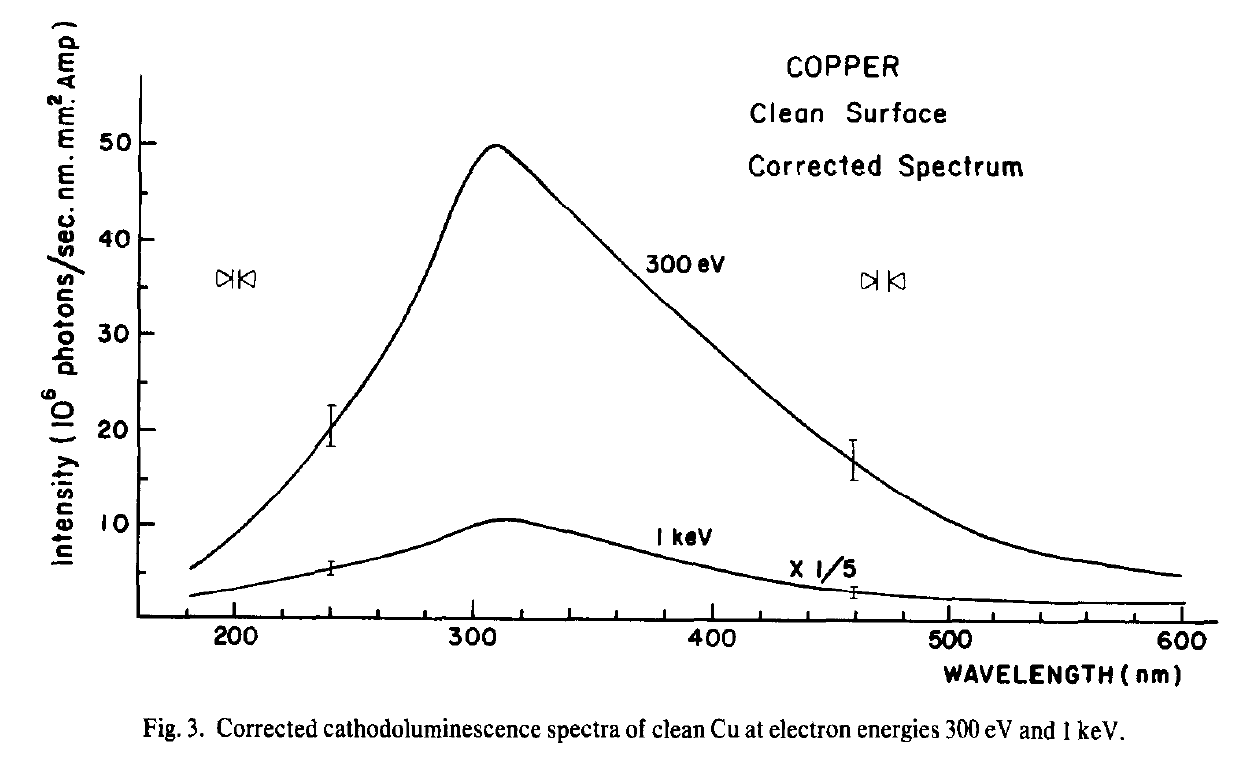 COPPER
Clean Surface
Corrected Spectrum
Intensity (10⁶ photons/sec. nm. mm². Amp)
50
40
30
20
10
300 eV
1 keV
X 1/5
200 300 400 500 600
WAVELENGTH (nm)
Fig. 3. Corrected cathodoluminescence spectra of clean Cu at electron energies 300 eV and 1 keV.